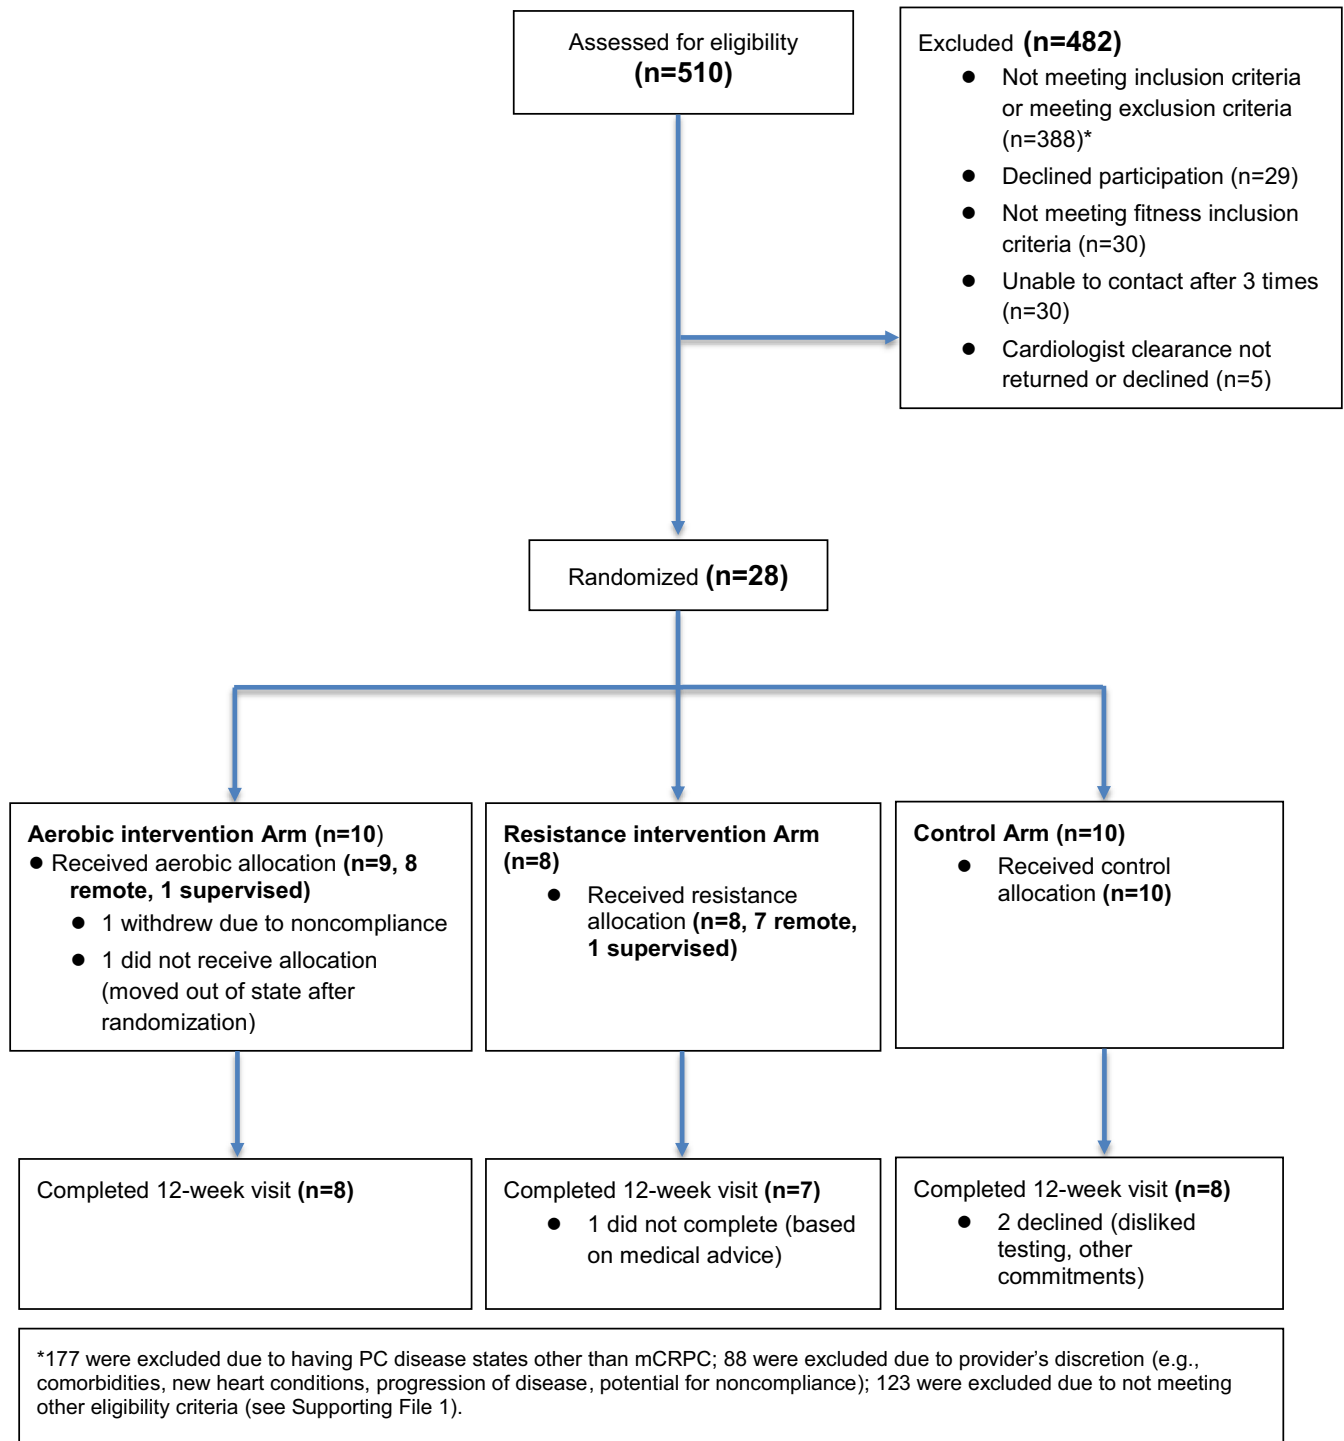 Assessed for eligibility
(n=510)
Excluded (n=482)
● Not meeting inclusion criteria
or meeting exclusion criteria
(n=388)*
● Declined participation (n=29)
● Not meeting fitness inclusion
criteria (n=30)
● Unable to contact after 3 times
(n=30)
● Cardiologist clearance not
returned or declined (n=5)
Randomized (n=28)
Aerobic intervention Arm (n=10)
● Received aerobic allocation (n=9, 8
remote, 1 supervised)
● 1 withdrew due to noncompliance
● 1 did not receive allocation
(moved out of state after
randomization)
Resistance intervention Arm
(n=8)
● Received resistance
allocation (n=8, 7 remote,
1 supervised)
Control Arm (n=10)
● Received control
allocation (n=10)
Completed 12-week visit (n=8)
Completed 12-week visit (n=7)
● 1 did not complete (based
on medical advice)
Completed 12-week visit (n=8)
● 2 declined (disliked
testing, other
commitments)
*177 were excluded due to having PC disease states other than mCRPC; 88 were excluded due to provider’s discretion (e.g.,
comorbidities, new heart conditions, progression of disease, potential for noncompliance); 123 were excluded due to not meeting
other eligibility criteria (see Supporting File 1).